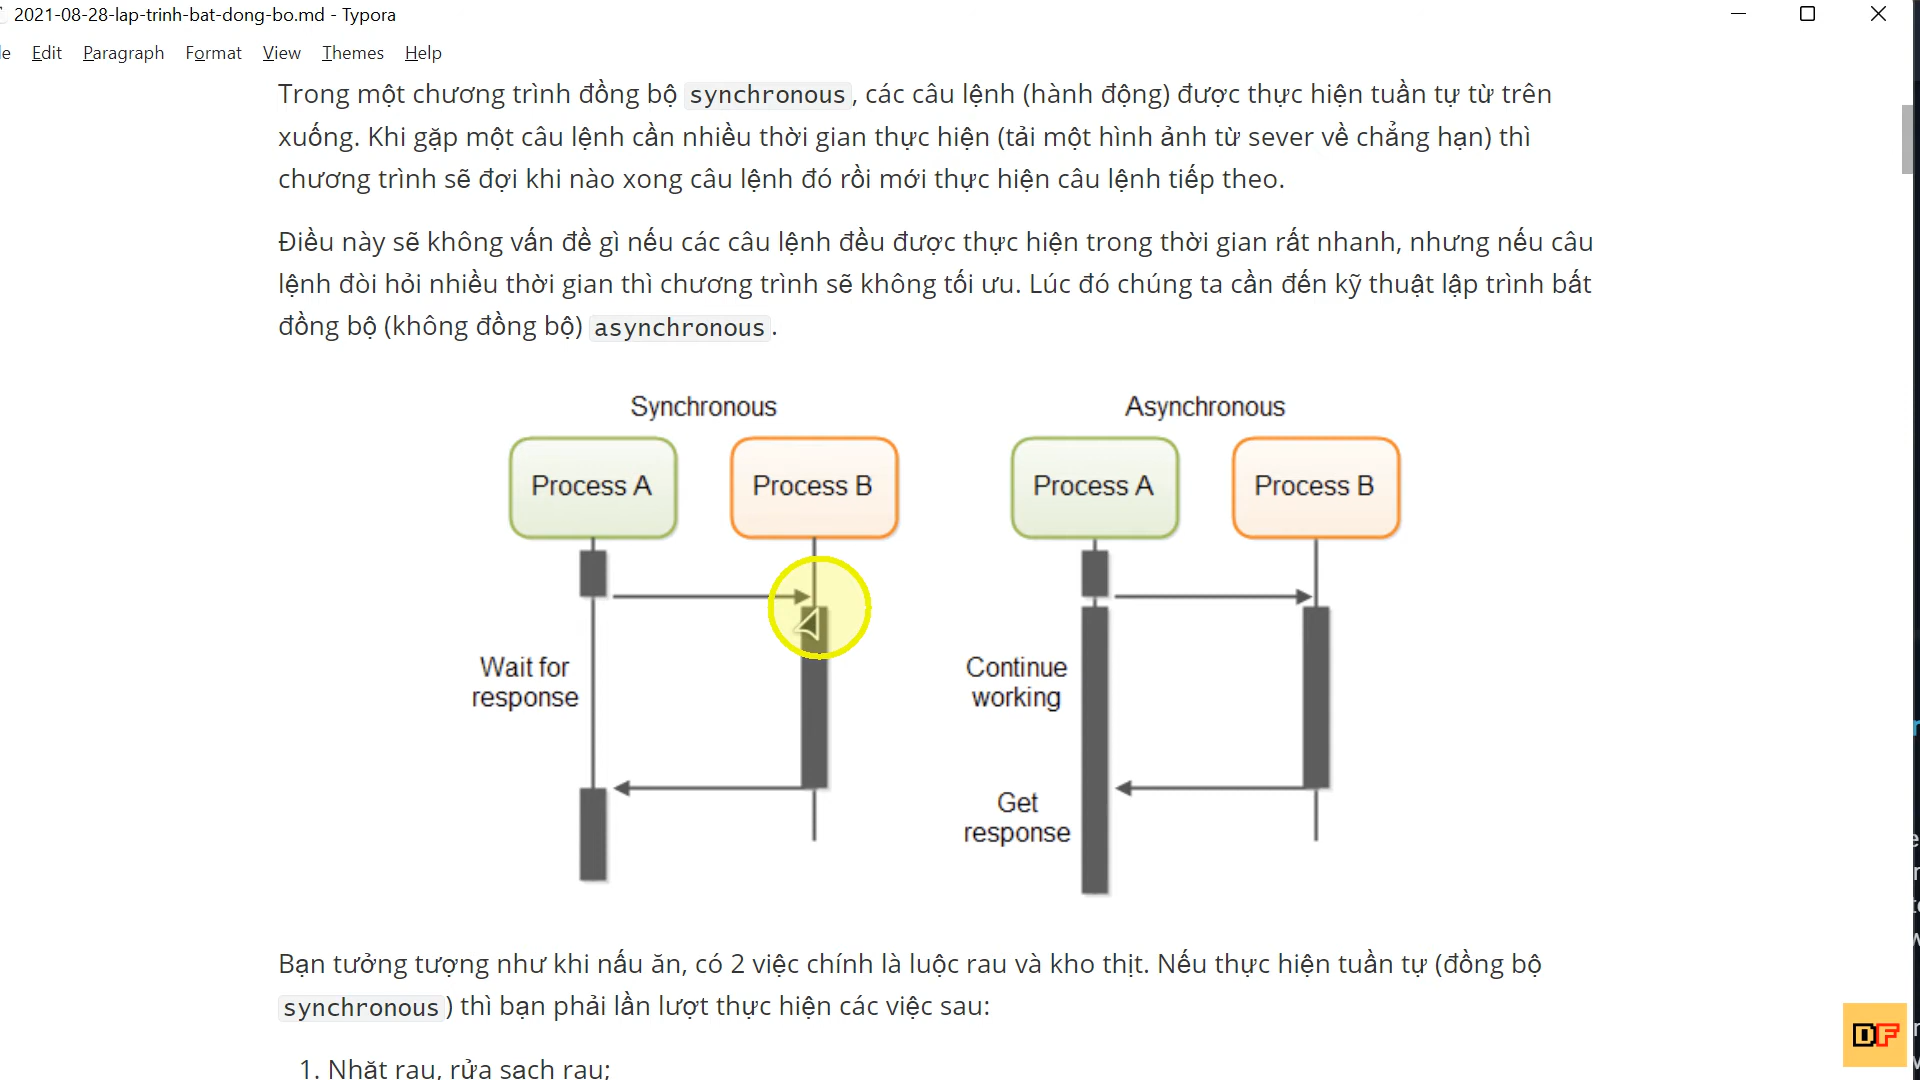 2021-08-28-lap-trinh-bat-dong-bo.md - Typora
le Edit Paragraph Format View Themes Help
Trong một chương trình đồng bộ synchronous, các câu lệnh (hành động) được thực hiện tuần tự từ trên
xuống. Khi gặp một câu lệnh cần nhiều thời gian thực hiện (tải một hình ảnh từ sever về chẳng hạn) thì
chương trình sẽ đợi khi nào xong câu lệnh đó rồi mới thực hiện câu lệnh tiếp theo.
Điều này sẽ không vấn đề gì nếu các câu lệnh đều được thực hiện trong thời gian rất nhanh, nhưng nếu câu
lệnh đòi hỏi nhiều thời gian thì chương trình sẽ không tối ưu. Lúc đó chúng ta cần đến kỹ thuật lập trình bất
đồng bộ (không đồng bộ) asynchronous.
Synchronous
Process A
Process B
Wait for
response
Asynchronous
Process A
Process B
Continue
working
Get
response
Bạn tưởng tượng như khi nấu ăn, có 2 việc chính là luộc rau và kho thịt. Nếu thực hiện tuần tự (đồng bộ
synchronous) thì bạn phải lần lượt thực hiện các việc sau:
1. Nhặt rau, rửa sạch rau;
DF